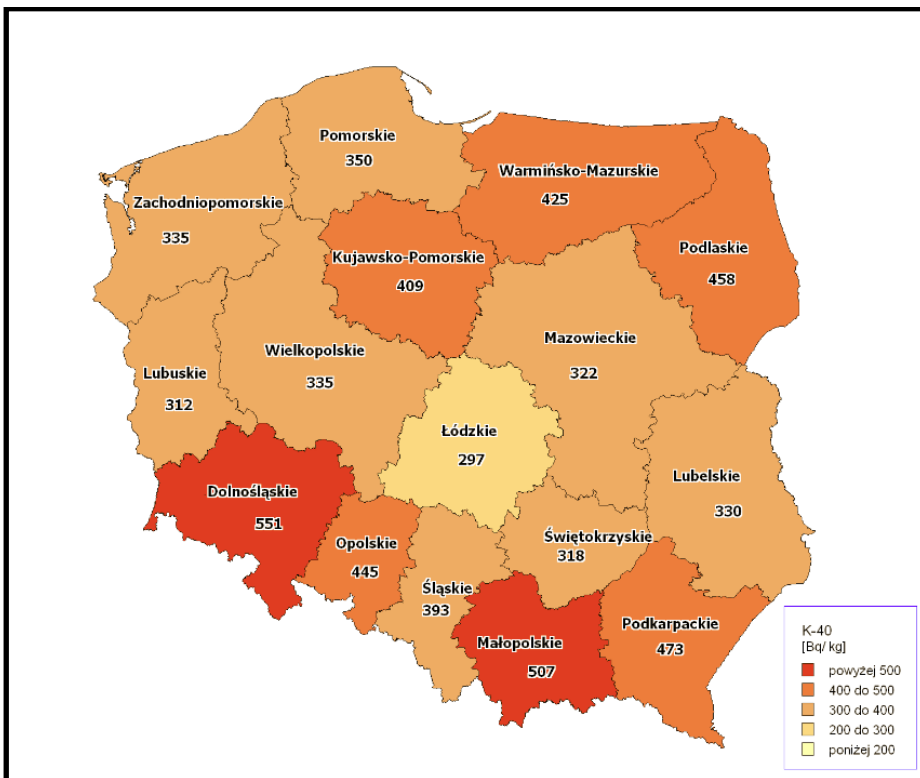 Pomorskie
350
Warmińsko-Mazurskie
425
Zachodniopomorskie
335
Kujawsko-Pomorskie
409
Podlaskie
458
Mazowieckie
322
Wielkopolskie
335
Lubuskie
312
Łódzkie
297
Lubelskie
330
Dolnośląskie
551
Opolskie
445
Śląskie
393
Świętokrzyskie
318
Małopolskie
507
Podkarpackie
473
K-40
[Bq/ kg]
powyżej 500
400 do 500
300 do 400
200 do 300
poniżej 200